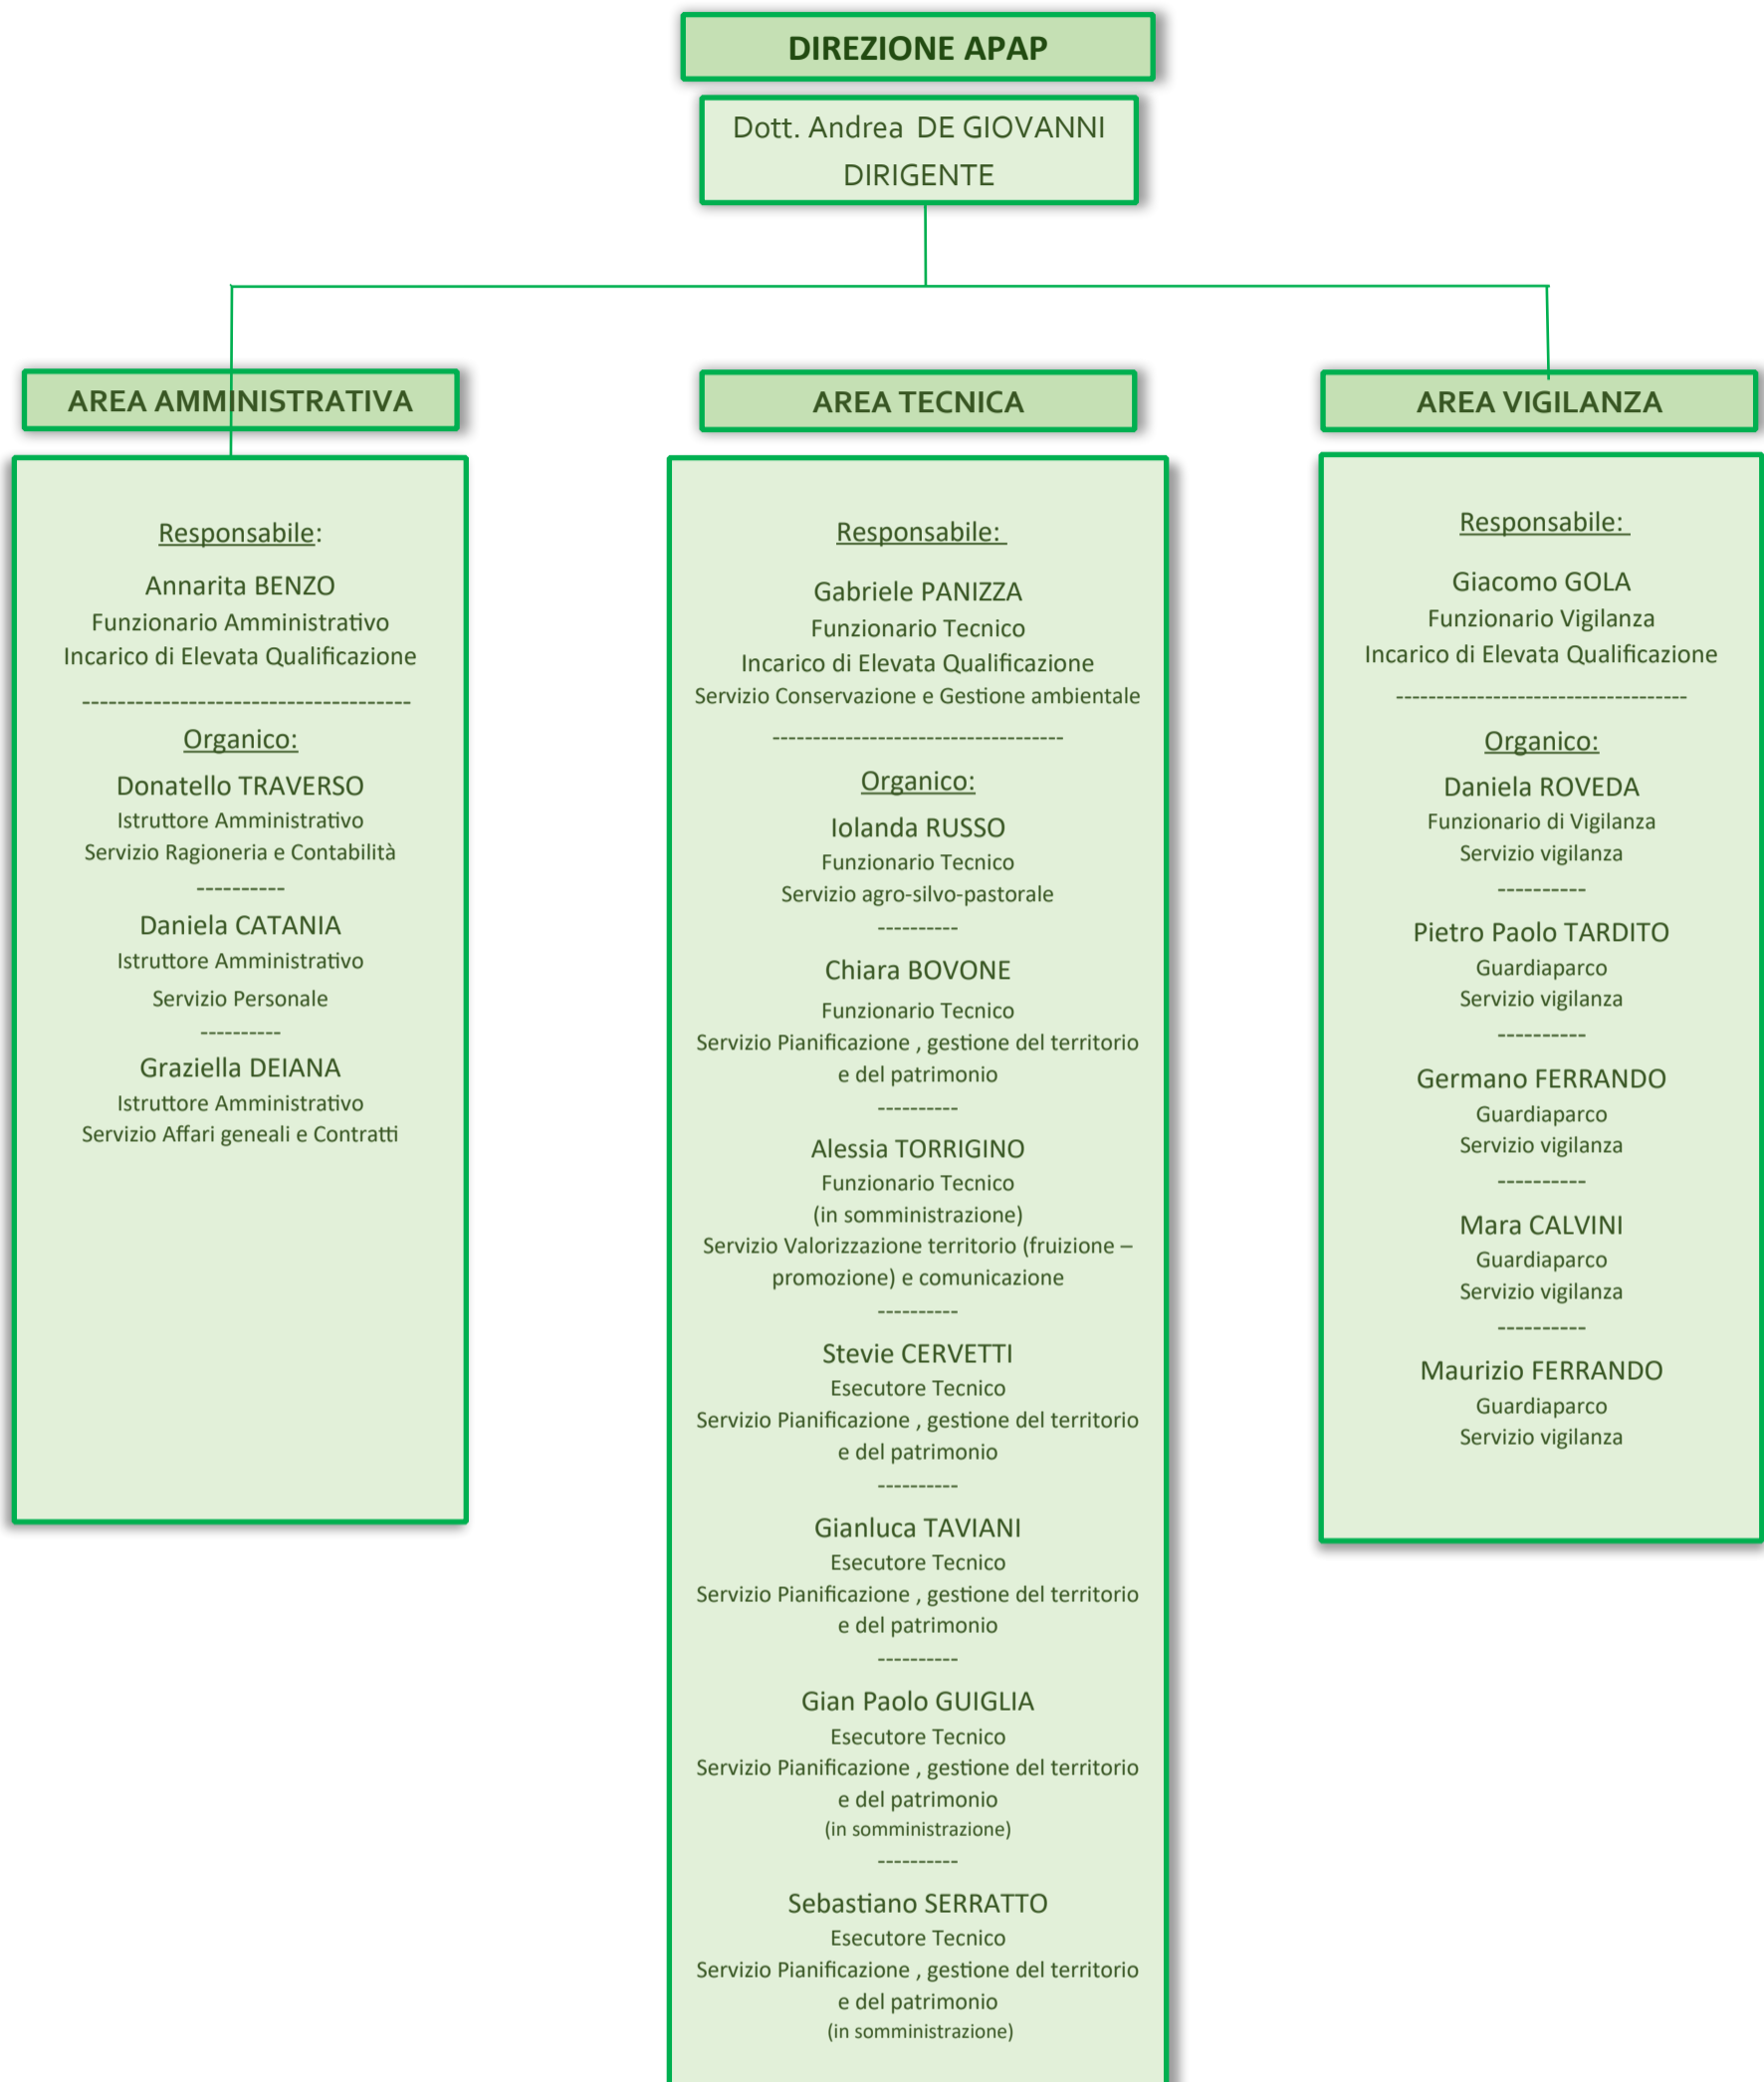 DIREZIONE APAP
Dott. Andrea DE GIOVANNI
DIRIGENTE
AREA AMMINISTRATIVA
Responsabile:
Annarita BENZO
Funzionario Amministrativo
Incarico di Elevata Qualificazione
-------------------------------------
Organico:
Donatello TRAVERSO
Istruttore Amministrativo
Servizio Ragioneria e Contabilità
----------
Daniela CATANIA
Istruttore Amministrativo
Servizio Personale
----------
Graziella DEIANA
Istruttore Amministrativo
Servizio Affari geneali e Contratti
AREA TECNICA
Responsabile:
Gabriele PANIZZA
Funzionario Tecnico
Incarico di Elevata Qualificazione
Servizio Conservazione e Gestione ambientale
------------------------------------
Organico:
Iolanda RUSSO
Funzionario Tecnico
Servizio agro-silvo-pastorale
----------
Chiara BOVONE
Funzionario Tecnico
Servizio Pianificazione , gestione del territorio
e del patrimonio
----------
Alessia TORRIGINO
Funzionario Tecnico
(in somministrazione)
Servizio Valorizzazione territorio (fruizione –
promozione) e comunicazione
----------
Stevie CERVETTI
Esecutore Tecnico
Servizio Pianificazione , gestione del territorio
e del patrimonio
----------
Gianluca TAVIANI
Esecutore Tecnico
Servizio Pianificazione , gestione del territorio
e del patrimonio
----------
Gian Paolo GUIGLIA
Esecutore Tecnico
Servizio Pianificazione , gestione del territorio
e del patrimonio
(in somministrazione)
----------
Sebastiano SERRATTO
Esecutore Tecnico
Servizio Pianificazione , gestione del territorio
e del patrimonio
(in somministrazione)
AREA VIGILANZA
Responsabile:
Giacomo GOLA
Funzionario Vigilanza
Incarico di Elevata Qualificazione
------------------------------------
Organico:
Daniela ROVEDA
Funzionario di Vigilanza
Servizio vigilanza
----------
Pietro Paolo TARDITO
Guardiaparco
Servizio vigilanza
----------
Germano FERRANDO
Guardiaparco
Servizio vigilanza
----------
Mara CALVINI
Guardiaparco
Servizio vigilanza
----------
Maurizio FERRANDO
Guardiaparco
Servizio vigilanza